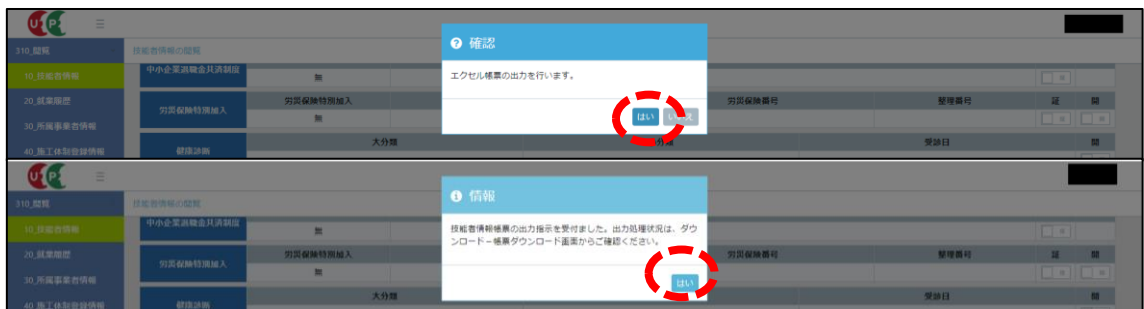 310_閲覧
技能者情報の閲覧
確認
エクセル帳票の出力を行います。
はい
いいえ
10_技能者情報
20_就業履歴
30_所属事業者情報
40_施工体制登録情報
中小企業退職金共済制度
無
労災保険特別加入
労災保険特別加入
労災保険番号
整理番号
証
開
無
健康診断
大分類
受診日
開
310_閲覧
技能者情報の閲覧
情報
技能者情報帳票の出力指示を受付ました。出力処理状況は、ダウ
ンロード－帳票ダウンロード画面からご確認ください。
はい
10_技能者情報
20_就業履歴
30_所属事業者情報
40_施工体制登録情報
中小企業退職金共済制度
無
労災保険特別加入
労災保険特別加入
労災保険番号
整理番号
証
開
無
健康診断
大分類
受診日
開